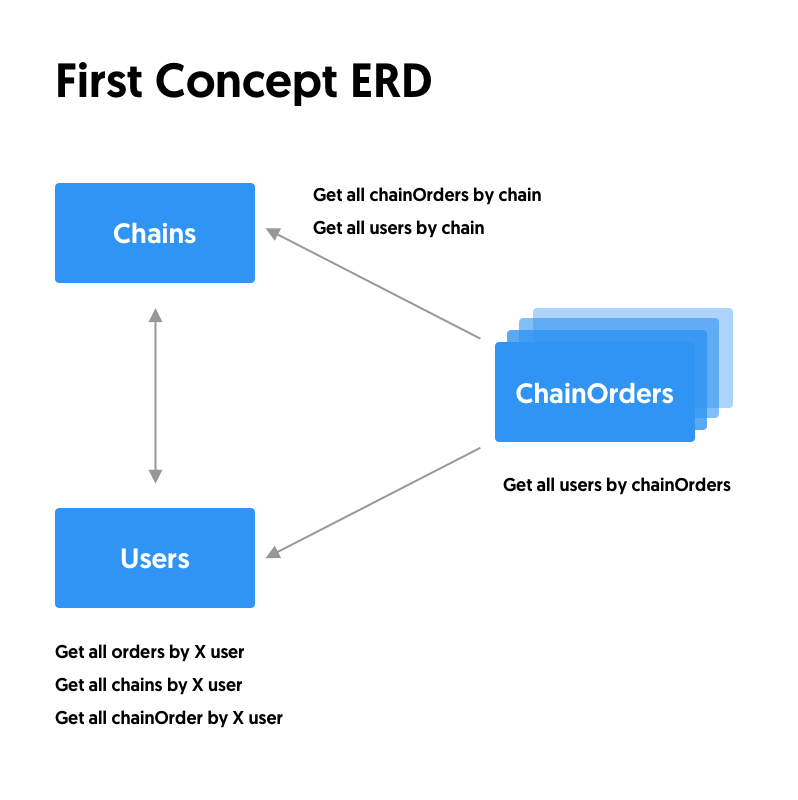 First Concept ERD
Chains
Get all chainOrders by chain
Get all users by chain
ChainOrders
Get all users by chainOrders
Users
Get all orders by X user
Get all chains by X user
Get all chainOrder by X user